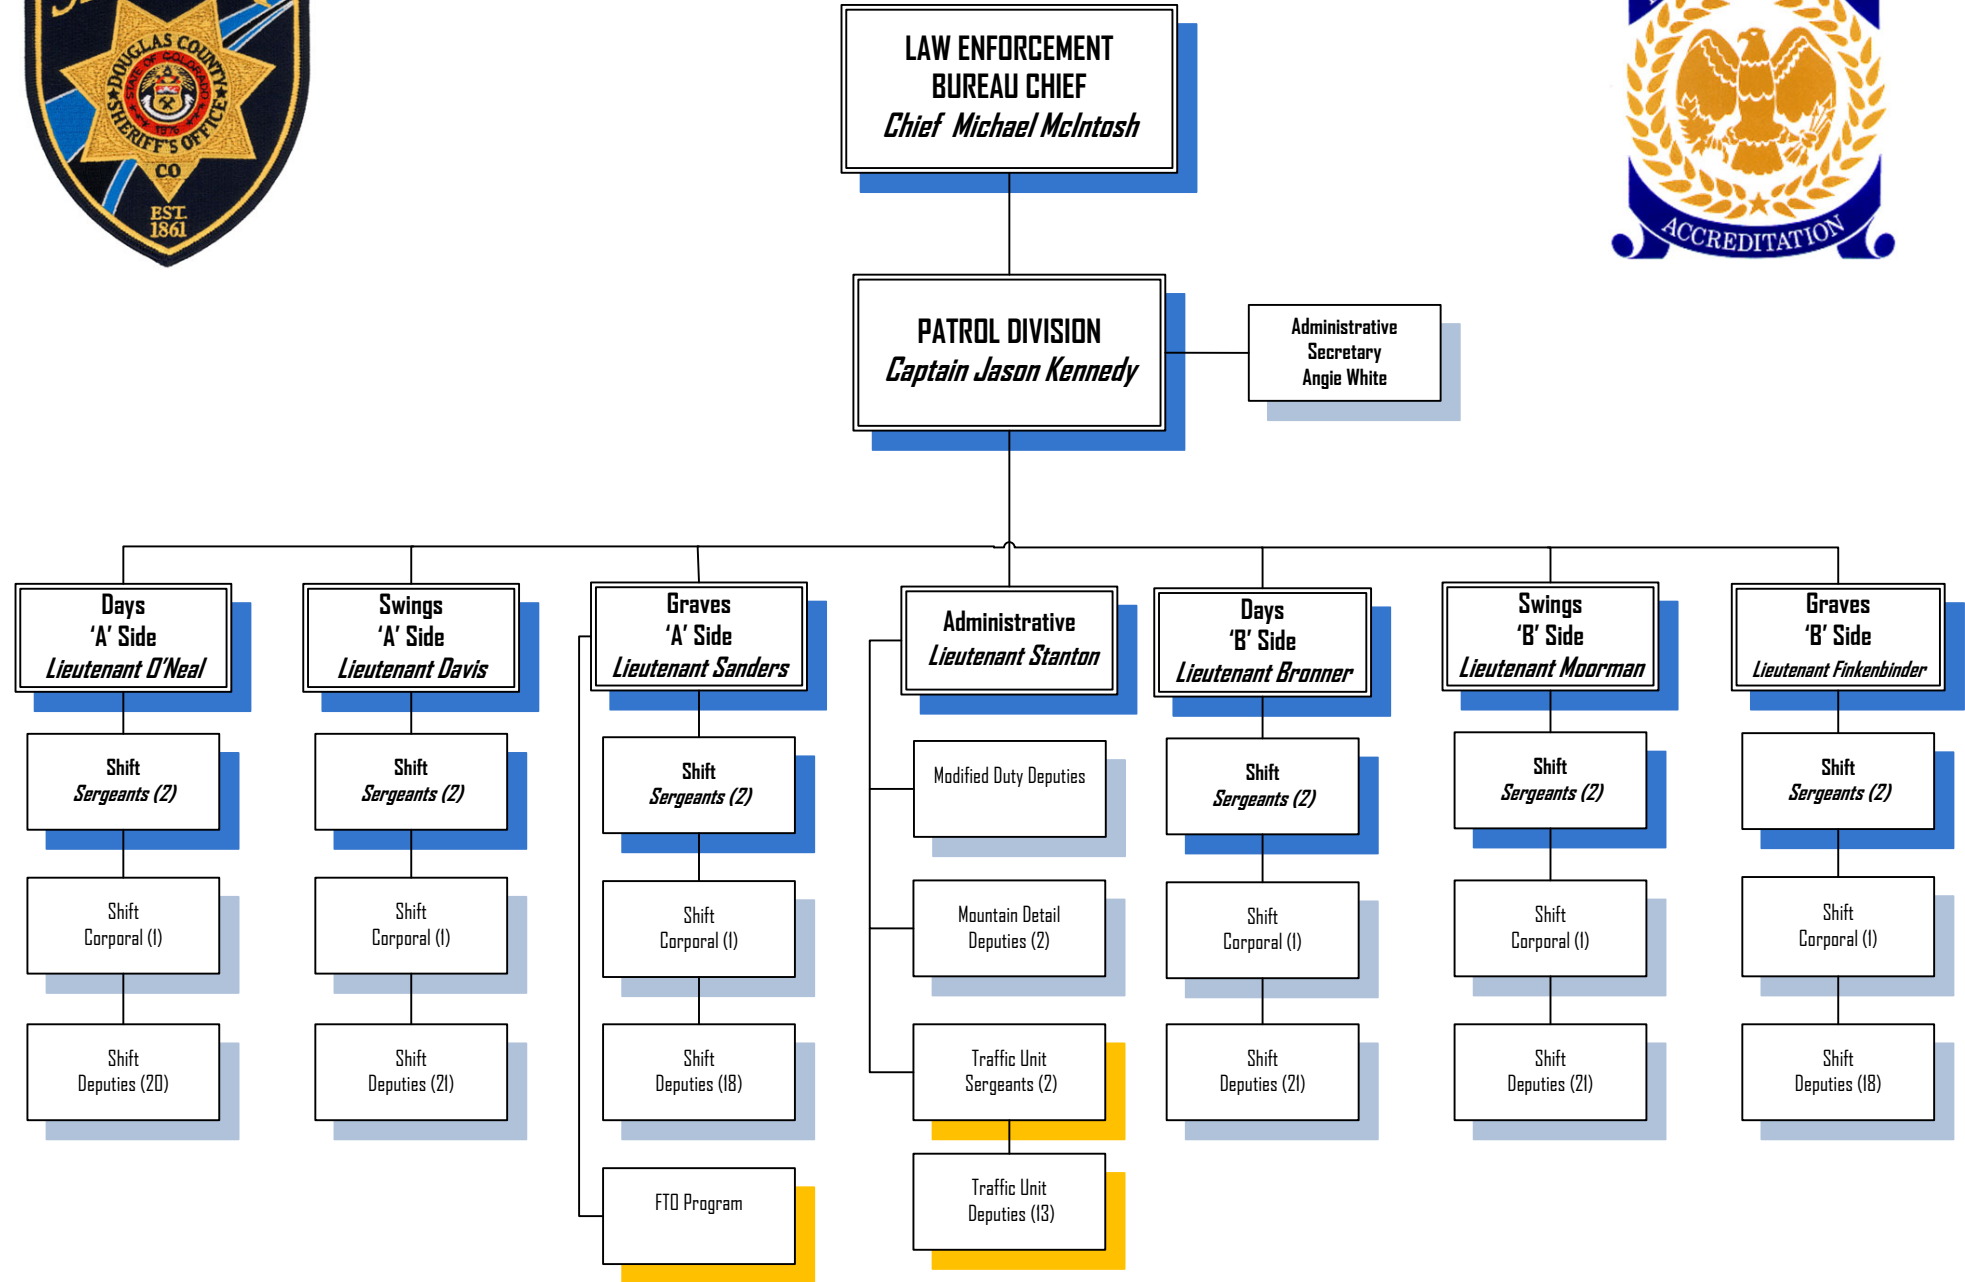 DOUGLAS COUNTY
SHERIFF'S OFFICE
STATE OF COLORADO
1876
CO
EST.
1861
ACCREDITATION
LAW ENFORCEMENT
BUREAU CHIEF
Chief Michael McIntosh
PATROL DIVISION
Captain Jason Kennedy
Administrative
Secretary
Angie White
Days
‘A’ Side
Lieutenant O’Neal
Shift
Sergeants (2)
Shift
Corporal (1)
Shift
Deputies (20)
Swings
‘A’ Side
Lieutenant Davis
Shift
Sergeants (2)
Shift
Corporal (1)
Shift
Deputies (21)
Graves
‘A’ Side
Lieutenant Sanders
Shift
Sergeants (2)
Shift
Corporal (1)
Shift
Deputies (18)
FTO Program
Administrative
Lieutenant Stanton
Modified Duty Deputies
Mountain Detail
Deputies (2)
Traffic Unit
Sergeants (2)
Traffic Unit
Deputies (13)
Days
‘B’ Side
Lieutenant Bronner
Shift
Sergeants (2)
Shift
Corporal (1)
Shift
Deputies (21)
Swings
‘B’ Side
Lieutenant Moorman
Shift
Sergeants (2)
Shift
Corporal (1)
Shift
Deputies (21)
Graves
‘B’ Side
Lieutenant Finkenbinder
Shift
Sergeants (2)
Shift
Corporal (1)
Shift
Deputies (18)